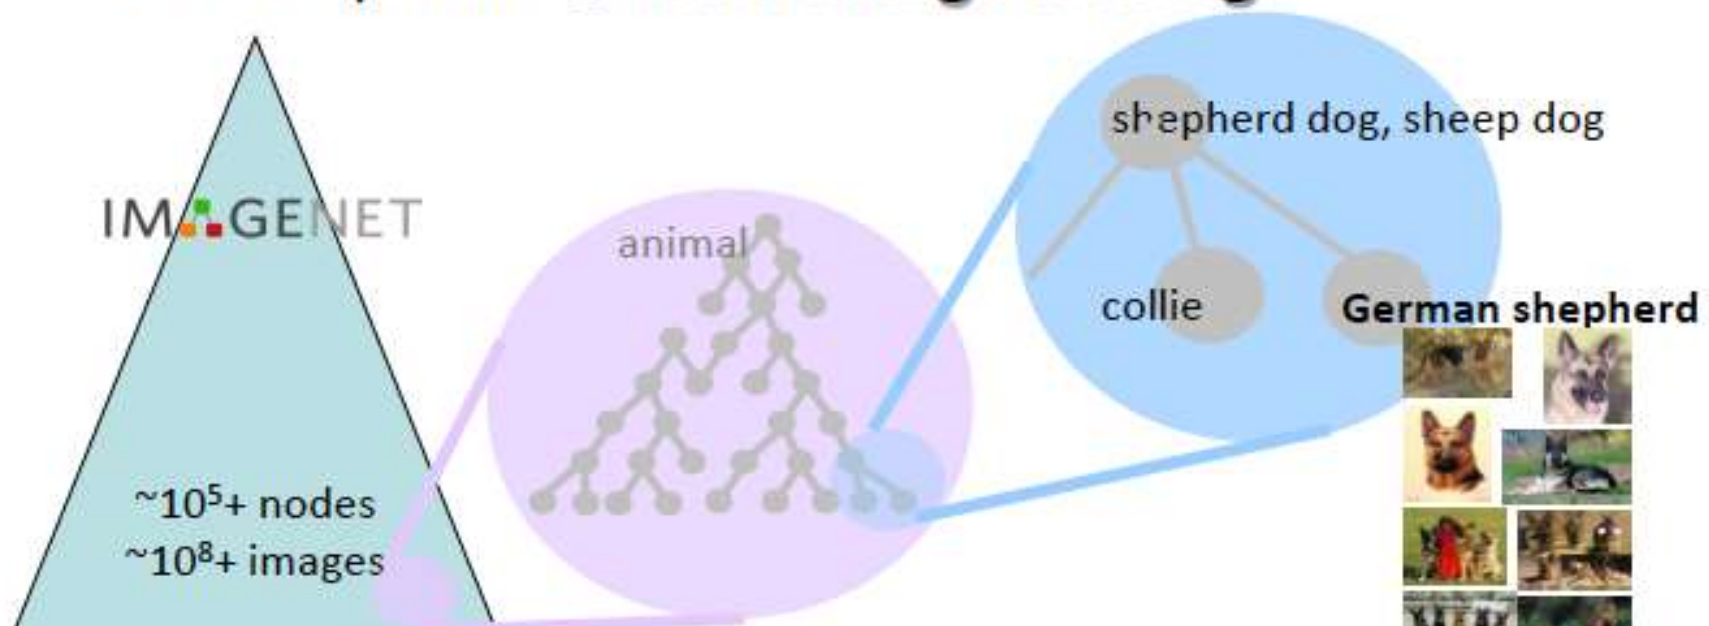 IMAGENET
~10⁵+ nodes
~10⁸+ images
animal
shepherd dog, sheep dog
collie
German shepherd